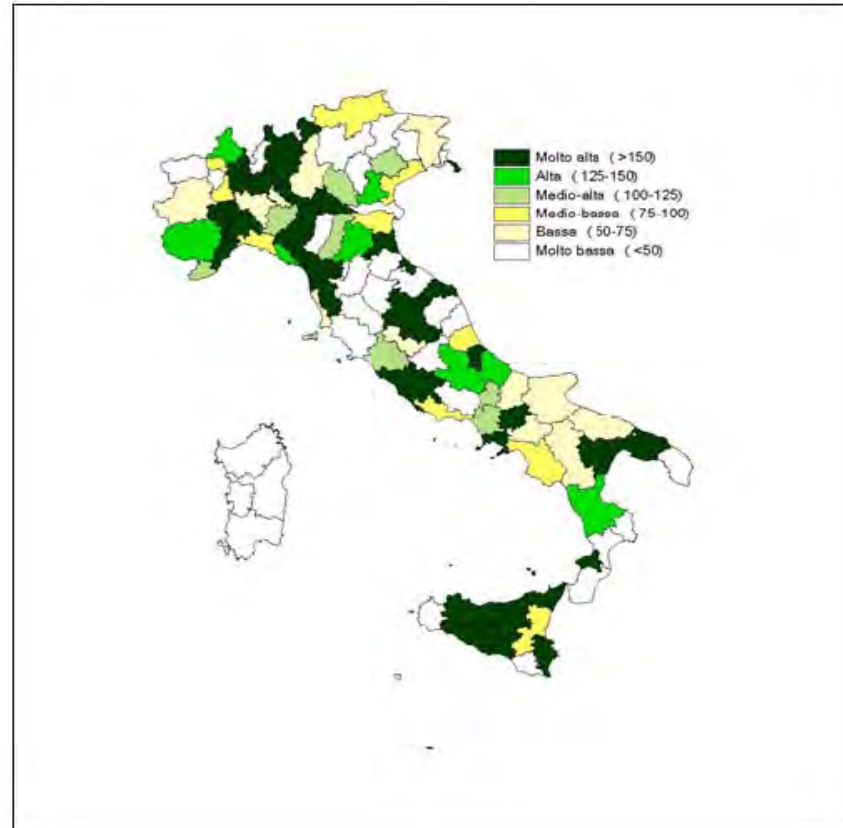 Molto alta (>150)
Alta (125-150)
Medio-alta (100-125)
Medio-bassa (75-100)
Bassa (50-75)
Molto bassa (<50)